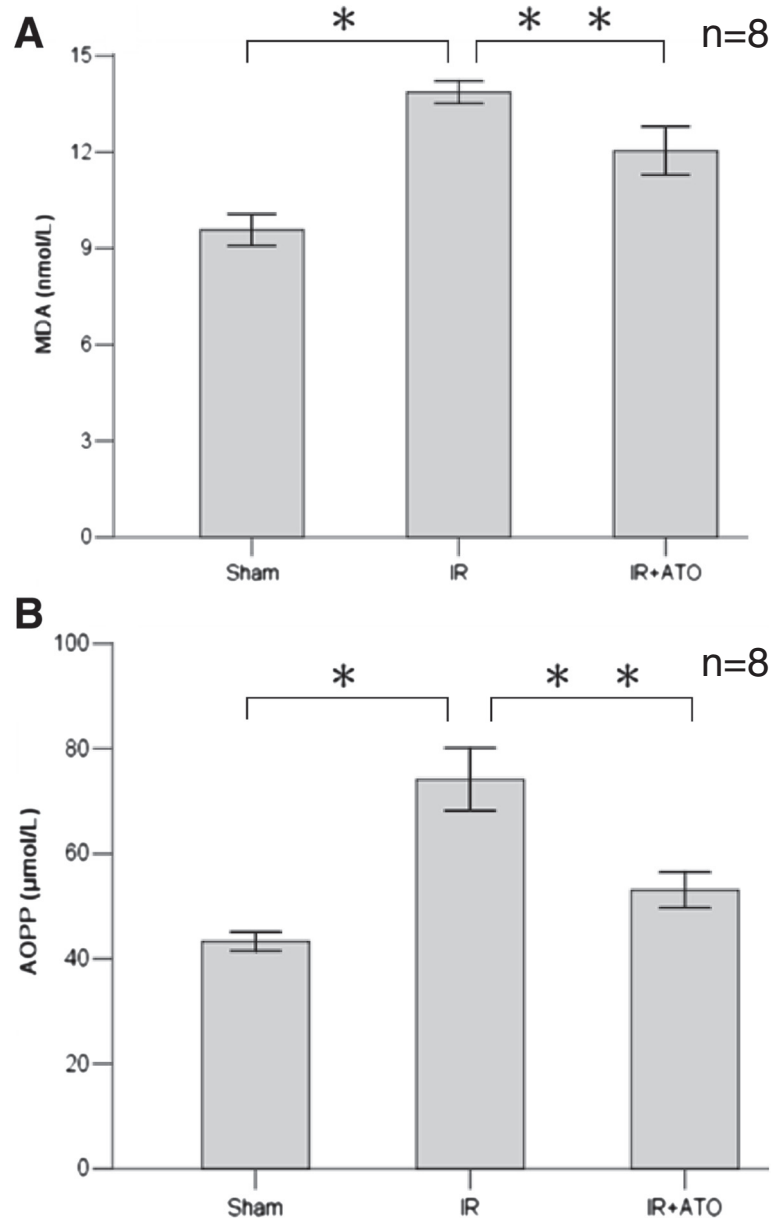 A
n=8
* * *
MDA (nmol/L)
15
12
9
6
3
0
Sham IR IR+ATO
B
n=8
* * *
AOPP (µmol/L)
100
80
60
40
20
0
Sham IR IR+ATO